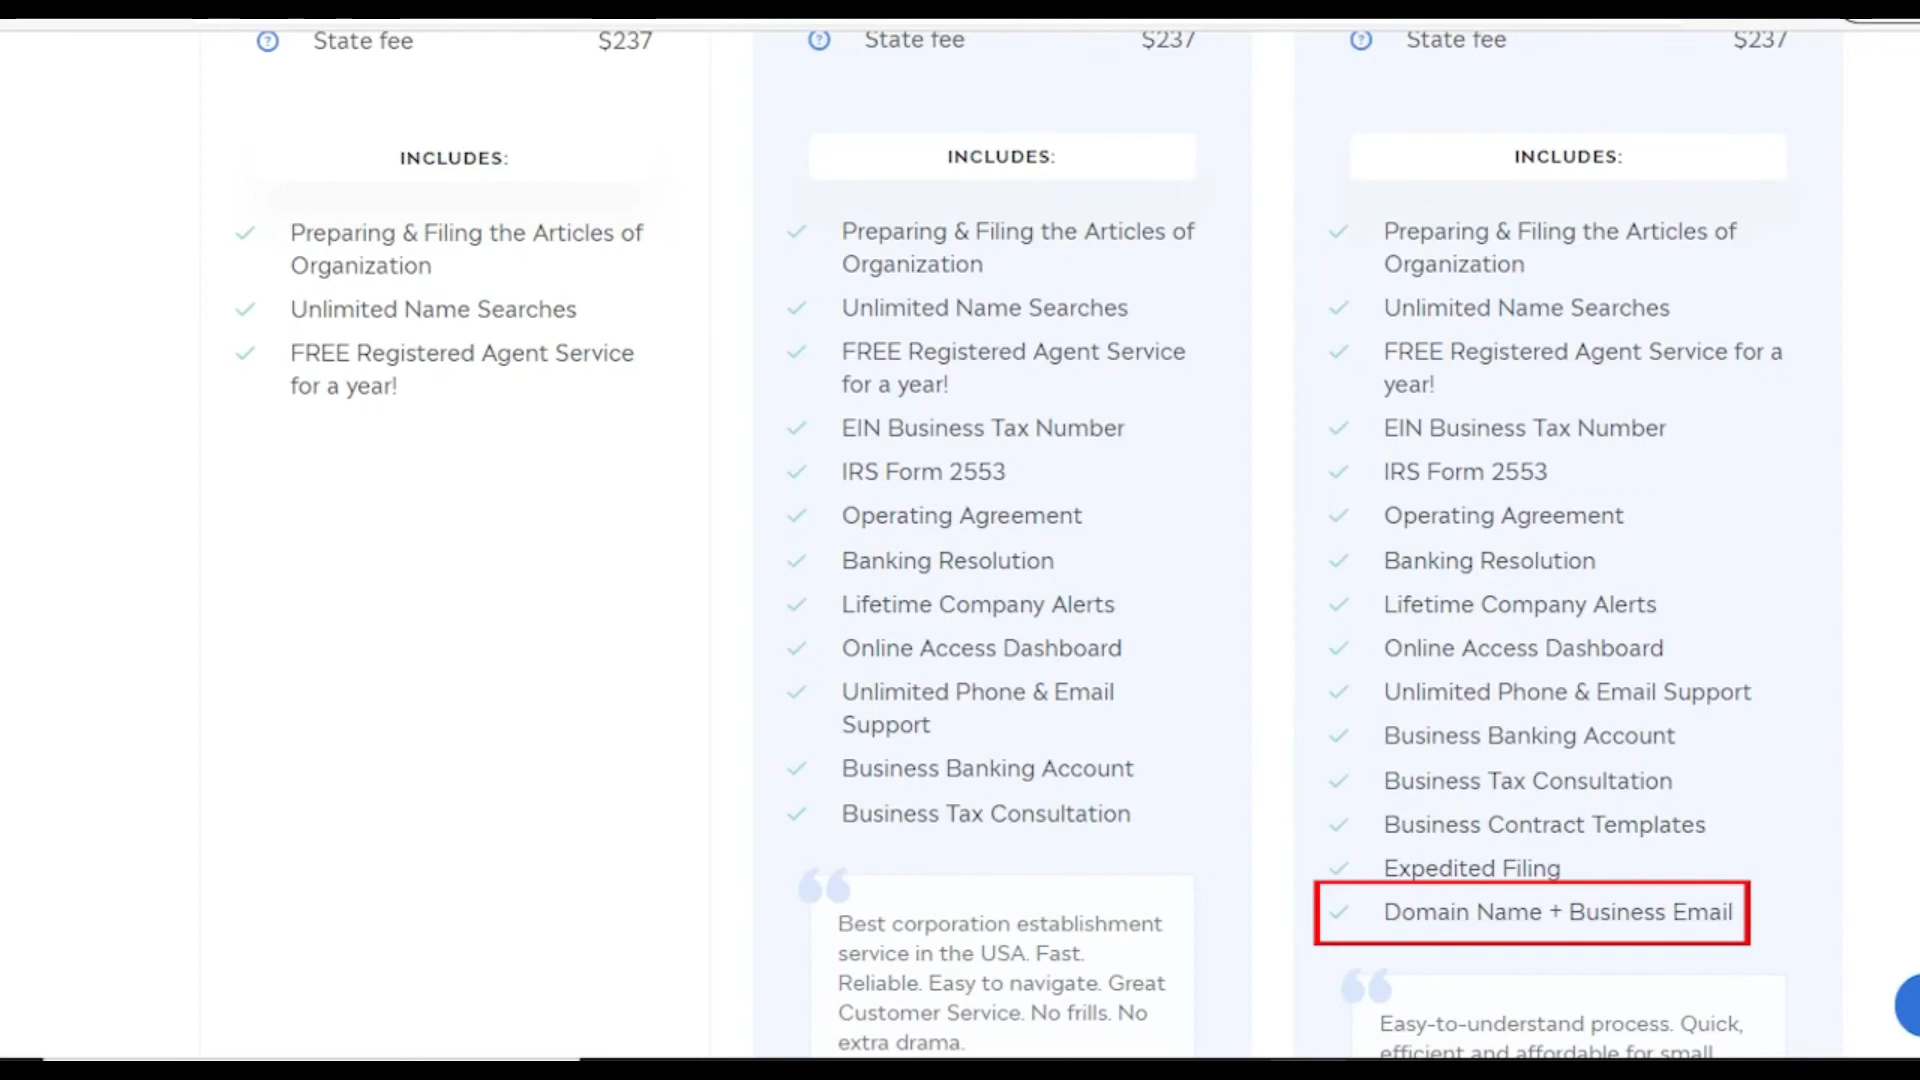 State fee $237
INCLUDES:
Preparing & Filing the Articles of
Organization
Unlimited Name Searches
FREE Registered Agent Service
for a year!
State fee $237
INCLUDES:
Preparing & Filing the Articles of
Organization
Unlimited Name Searches
FREE Registered Agent Service
for a year!
EIN Business Tax Number
IRS Form 2553
Operating Agreement
Banking Resolution
Lifetime Company Alerts
Online Access Dashboard
Unlimited Phone & Email
Support
Business Banking Account
Business Tax Consultation
Best corporation establishment
service in the USA. Fast.
Reliable. Easy to navigate. Great
Customer Service. No frills. No
extra drama.
State fee $237
INCLUDES:
Preparing & Filing the Articles of
Organization
Unlimited Name Searches
FREE Registered Agent Service for a
year!
EIN Business Tax Number
IRS Form 2553
Operating Agreement
Banking Resolution
Lifetime Company Alerts
Online Access Dashboard
Unlimited Phone & Email Support
Business Banking Account
Business Tax Consultation
Business Contract Templates
Expedited Filing
Domain Name + Business Email
Easy-to-understand process. Quick,
efficient and affordable for small